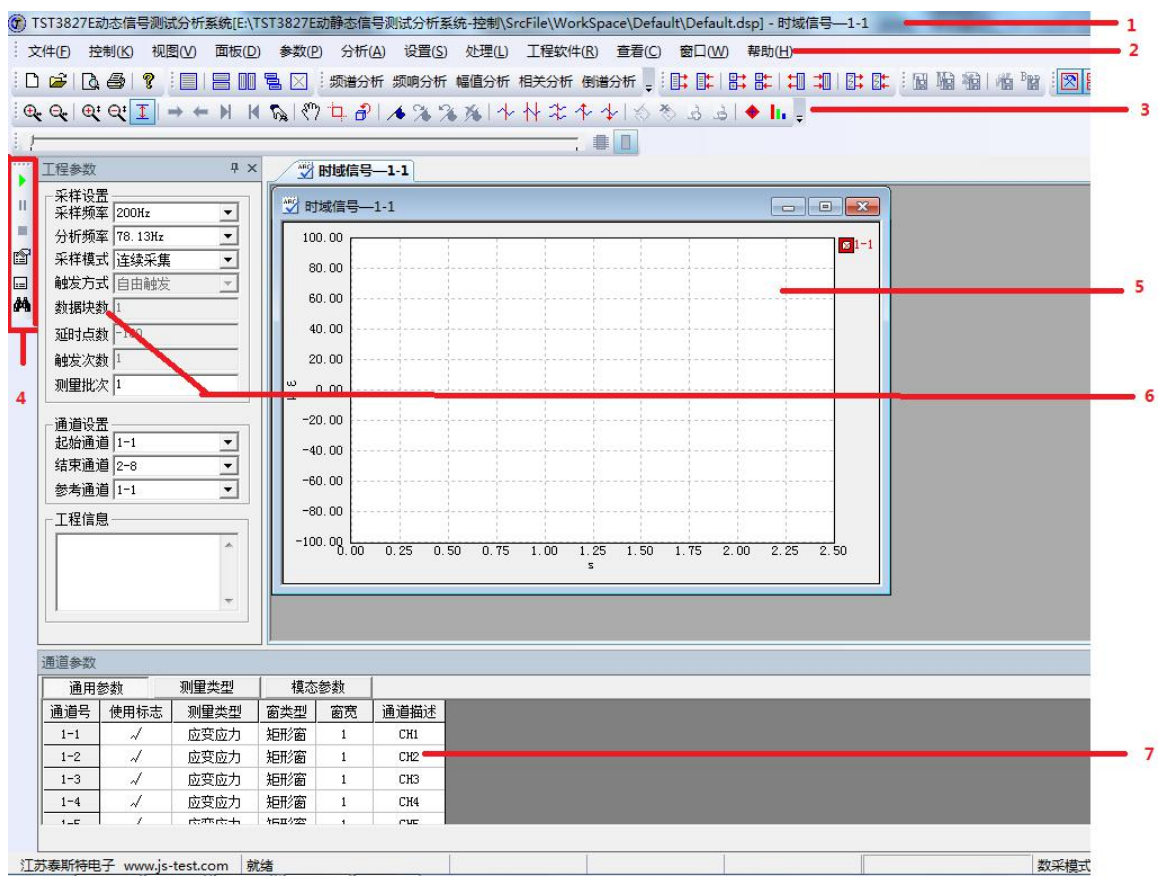 TST3827E动态信号测试分析系统[E:\TST3827E动静态信号测试分析系统-控制\SrcFile\WorkSpace\Default\Default.dsp] - 时域信号—1-1
1
文件(F) 控制(K) 视图(V) 面板(D) 参数(P) 分析(A) 设置(S) 处理(L) 工程软件(R) 查看(C) 窗口(W) 帮助(H)
2
频谱分析 频响分析 幅值分析 相关分析 倒谱分析
3
工程参数
时域信号—1-1
采样设置
采样频率 200Hz
分析频率 78.13Hz
采样模式 连续采集
触发方式 自由触发
数据块数 1
延时点数
触发次数 1
测量批次 1
通道设置
起始通道 1-1
结束通道 2-8
参考通道 1-1
工程信息
4
时域信号—1-1
1-1
100.00
80.00
60.00
40.00
20.00
0.00
-20.00
-40.00
-60.00
-80.00
-100.00
0.00 0.25 0.50 0.75 1.00 1.25 1.50 1.75 2.00 2.25 2.50
s
5
6
通道参数
通用参数 测量类型 模态参数
通道号 使用标志 测量类型 窗类型 窗宽 通道描述
1-1 √ 应变应力 矩形窗 1 CH1
1-2 √ 应变应力 矩形窗 1 CH2
1-3 √ 应变应力 矩形窗 1 CH3
1-4 √ 应变应力 矩形窗 1 CH4
7
江苏泰斯特电子 www.js-test.com 就绪 数采模式